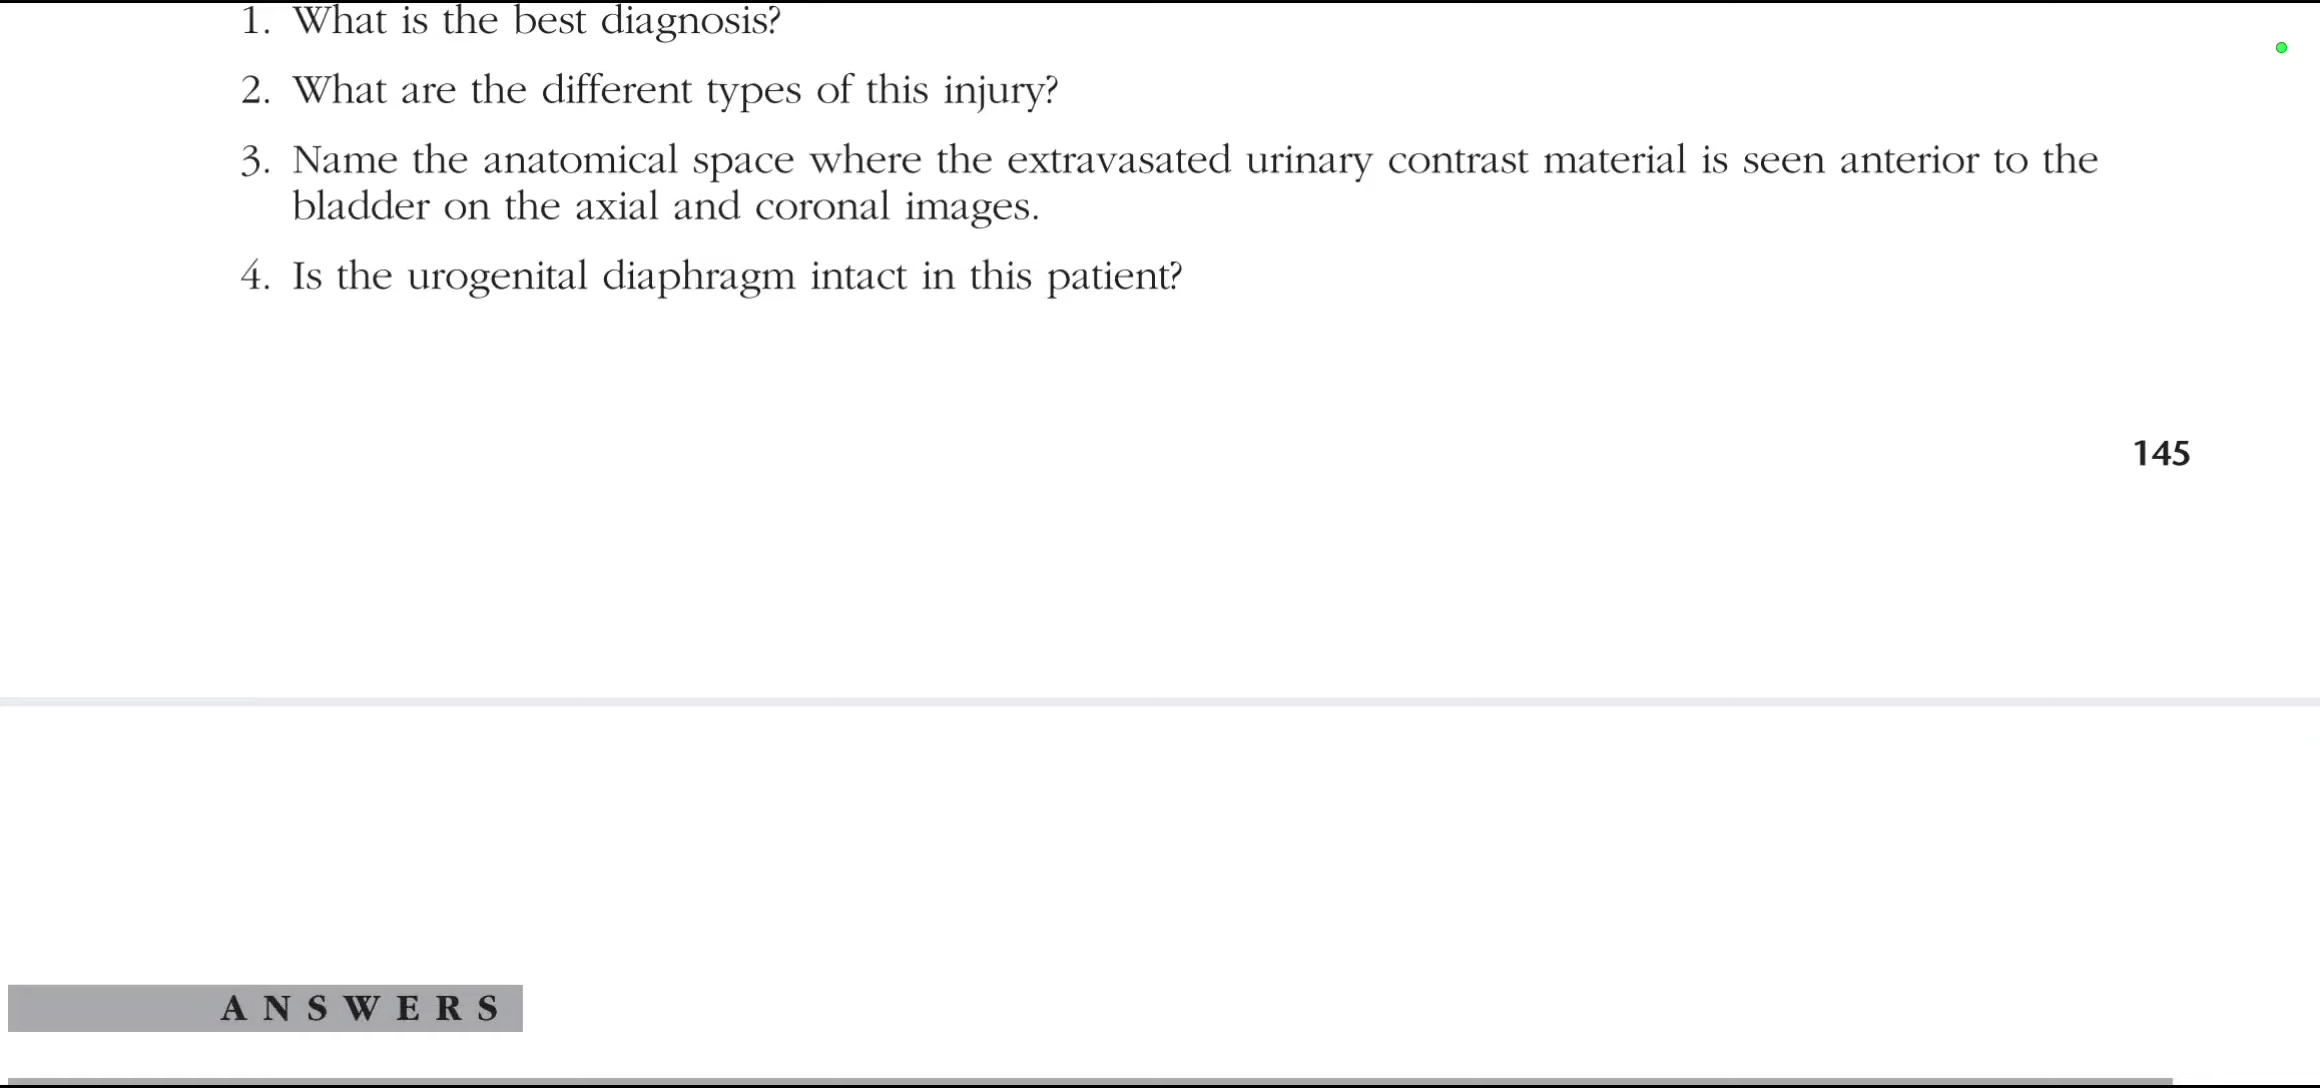 1. What is the best diagnosis?
2. What are the different types of this injury?
3. Name the anatomical space where the extravasated urinary contrast material is seen anterior to the
bladder on the axial and coronal images.
4. Is the urogenital diaphragm intact in this patient?
145
ANSWERS